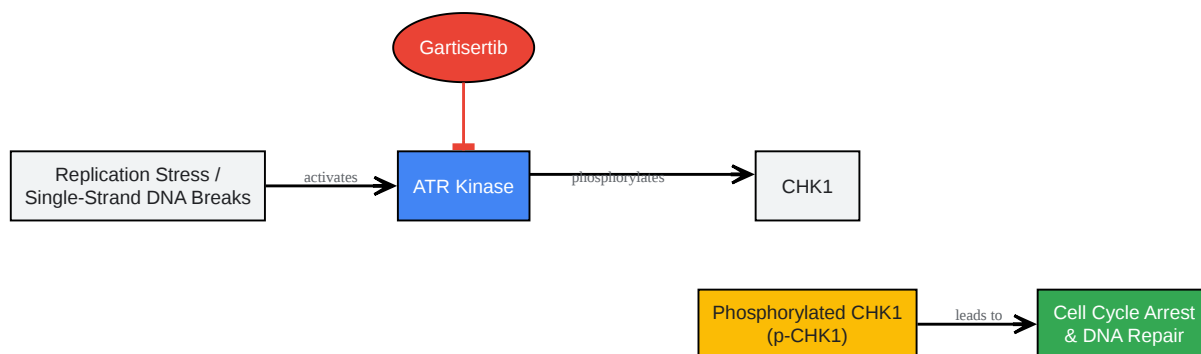 Gartisertib
Replication Stress /
Single-Strand DNA Breaks
activates
ATR Kinase
phosphorylates
CHK1
Phosphorylated CHK1
(p-CHK1)
leads to
Cell Cycle Arrest
& DNA Repair